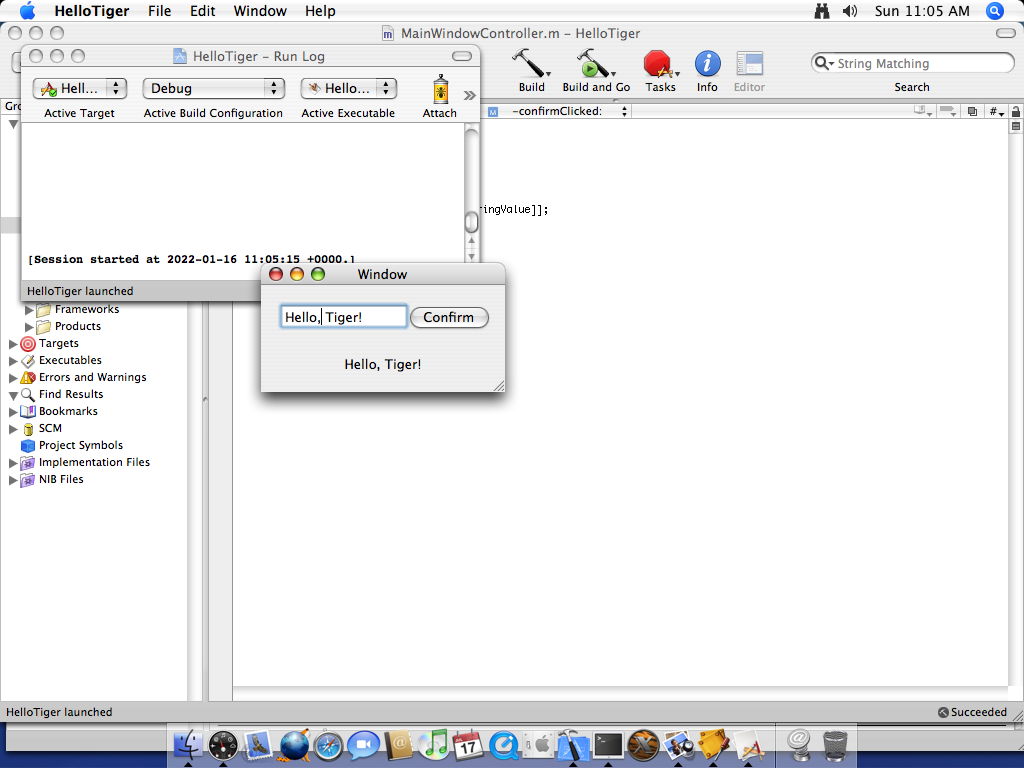 HelloTiger File Edit Window Help Sun 11:05 AM
MainWindowController.m – HelloTiger
HelloTiger – Run Log
Hell... Debug Hello...
Active Target Active Build Configuration Active Executable Attach
Build Build and Go Tasks Info Editor Search
String Matching
-confirmClicked:
#
ringValue]];
[Session started at 2022-01-16 11:05:15 +0000.]
HelloTiger launched
Window
Hello, Tiger! Confirm
Hello, Tiger!
Frameworks
Products
Targets
Executables
Errors and Warnings
Find Results
Bookmarks
SCM
Project Symbols
Implementation Files
NIB Files
HelloTiger launched Succeeded
17